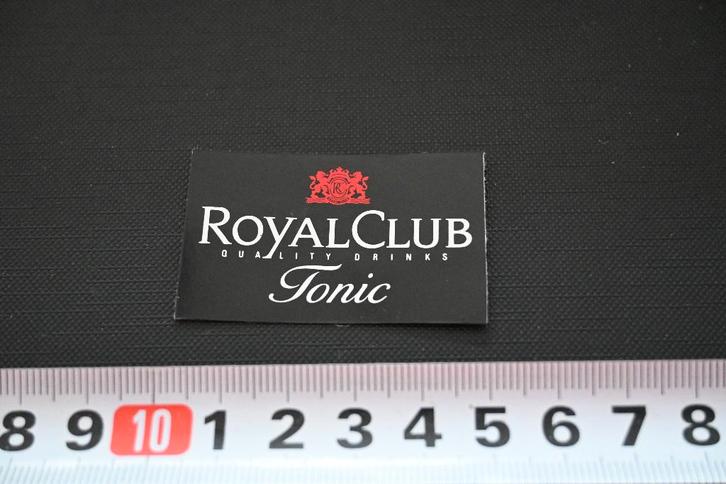 ROYALCLUB
QUALITY DRINKS
Tonic
8 9 10 1 2 3 4 5 6 7 8